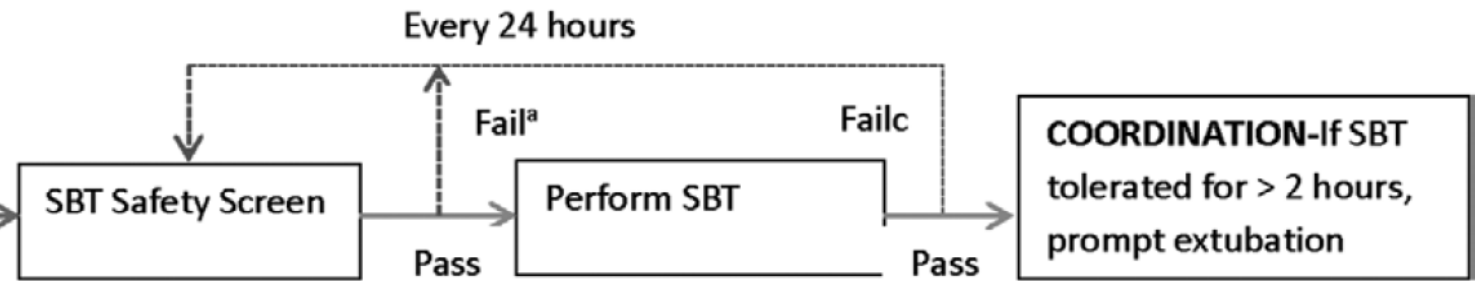 Every 24 hours
Failª
Failc
SBT Safety Screen
Pass
Perform SBT
Pass
COORDINATION-If SBT
tolerated for > 2 hours,
prompt extubation